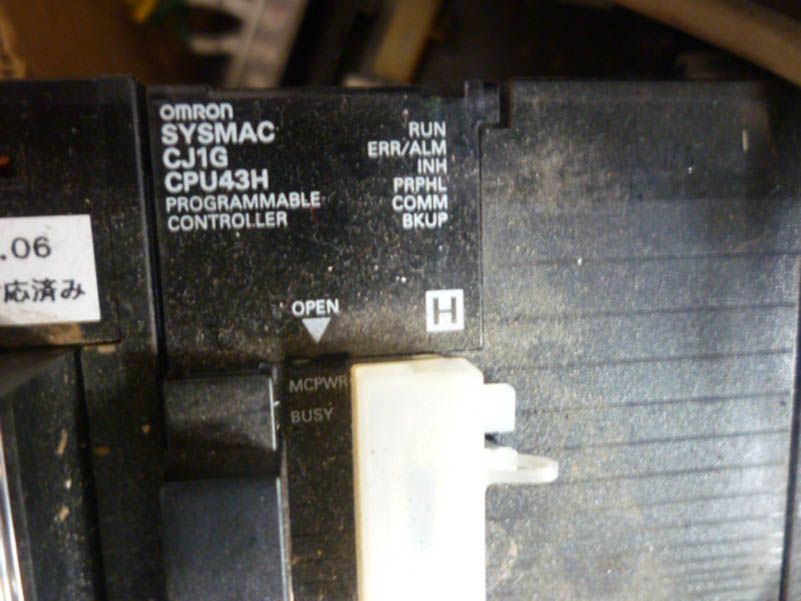 omron
SYSMAC
CJ1G
CPU43H
PROGRAMMABLE
CONTROLLER
RUN
ERR/ALM
INH
PRPHL
COMM
BKUP
.06
応済み
OPEN
H
MCPWR
BUSY